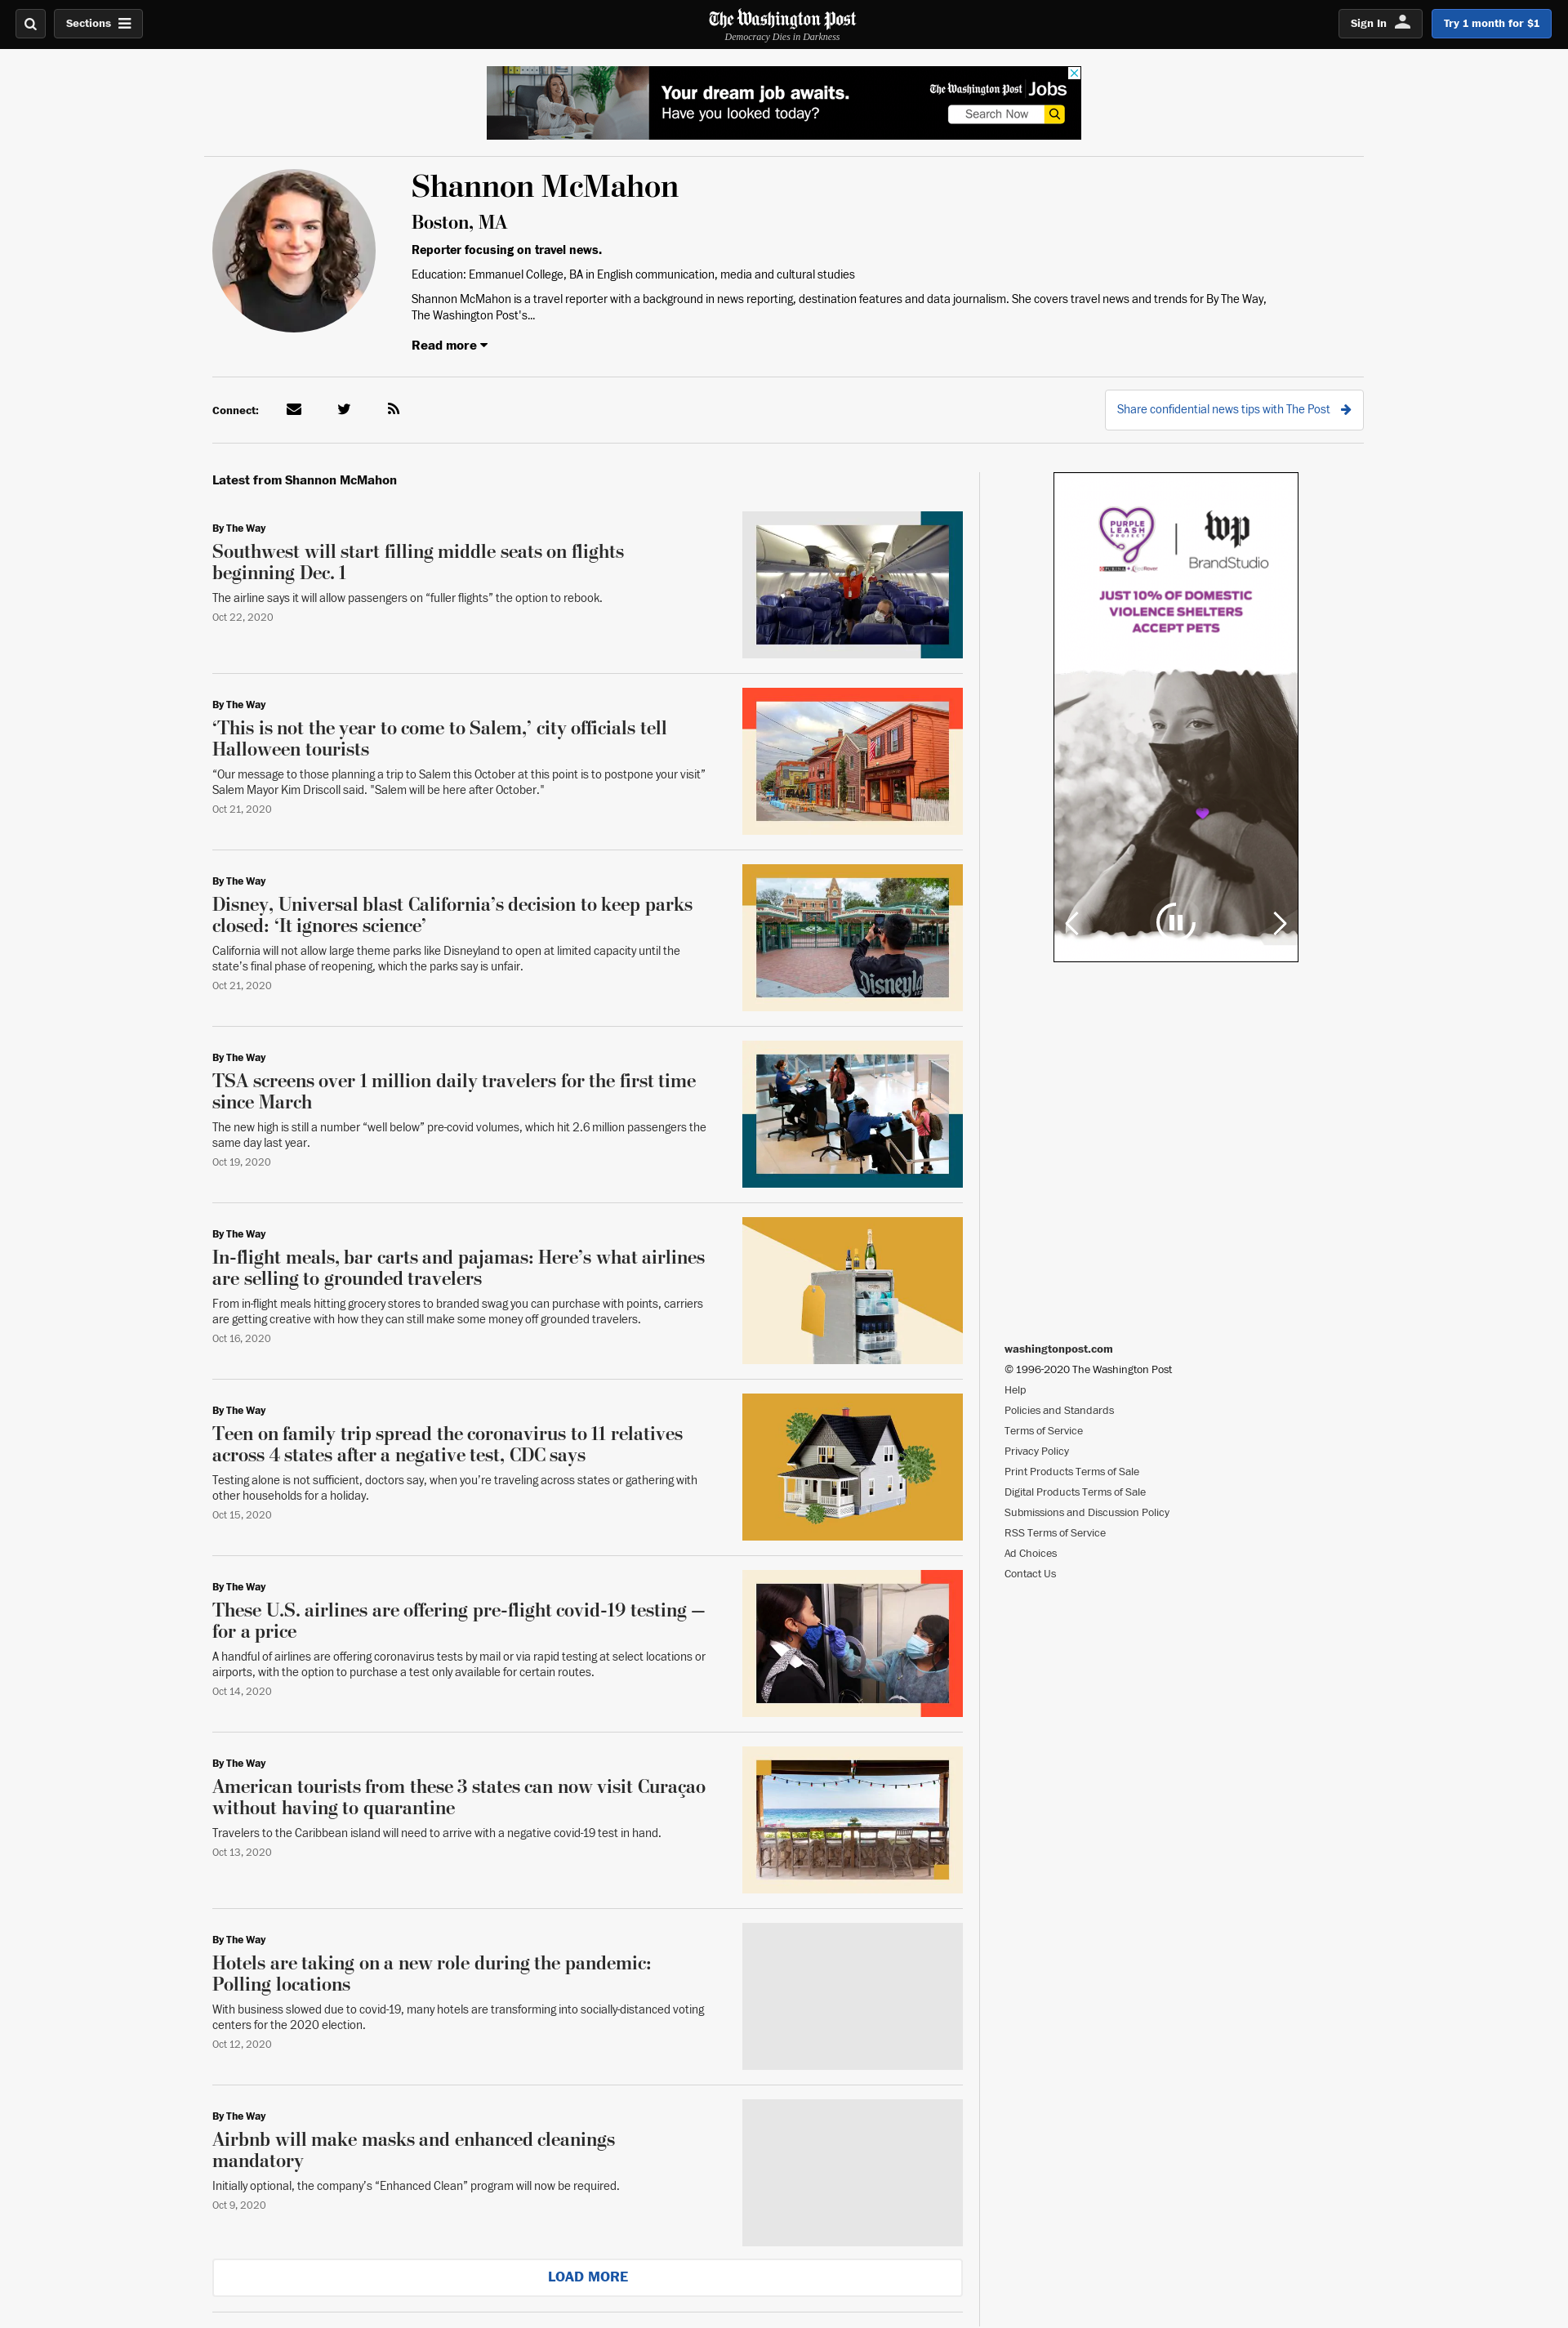 Sections
The Washington Post
Democracy Dies in Darkness
Sign In
Try 1 month for $1
Your dream job awaits.
Have you looked today?
The Washington Post Jobs
Search Now
Shannon McMahon
Boston, MA
Reporter focusing on travel news.
Education: Emmanuel College, BA in English communication, media and cultural studies
Shannon McMahon is a travel reporter with a background in news reporting, destination features and data journalism. She covers travel news and trends for By The Way,
The Washington Post's...
Read more
Connect:
Share confidential news tips with The Post
Latest from Shannon McMahon
By The Way
Southwest will start filling middle seats on flights
beginning Dec. 1
The airline says it will allow passengers on “fuller flights” the option to rebook.
Oct 22, 2020
By The Way
‘This is not the year to come to Salem,’ city officials tell
Halloween tourists
“Our message to those planning a trip to Salem this October at this point is to postpone your visit”
Salem Mayor Kim Driscoll said. "Salem will be here after October."
Oct 21, 2020
By The Way
Disney, Universal blast California’s decision to keep parks
closed: ‘It ignores science’
California will not allow large theme parks like Disneyland to open at limited capacity until the
state’s final phase of reopening, which the parks say is unfair.
Oct 21, 2020
Disneyla
By The Way
TSA screens over 1 million daily travelers for the first time
since March
The new high is still a number “well below” pre-covid volumes, which hit 2.6 million passengers the
same day last year.
Oct 19, 2020
By The Way
In-flight meals, bar carts and pajamas: Here’s what airlines
are selling to grounded travelers
From in-flight meals hitting grocery stores to branded swag you can purchase with points, carriers
are getting creative with how they can still make some money off grounded travelers.
Oct 16, 2020
By The Way
Teen on family trip spread the coronavirus to 11 relatives
across 4 states after a negative test, CDC says
Testing alone is not sufficient, doctors say, when you’re traveling across states or gathering with
other households for a holiday.
Oct 15, 2020
By The Way
These U.S. airlines are offering pre-flight covid-19 testing —
for a price
A handful of airlines are offering coronavirus tests by mail or via rapid testing at select locations or
airports, with the option to purchase a test only available for certain routes.
Oct 14, 2020
By The Way
American tourists from these 3 states can now visit Curaçao
without having to quarantine
Travelers to the Caribbean island will need to arrive with a negative covid-19 test in hand.
Oct 13, 2020
By The Way
Hotels are taking on a new role during the pandemic:
Polling locations
With business slowed due to covid-19, many hotels are transforming into socially-distanced voting
centers for the 2020 election.
Oct 12, 2020
By The Way
Airbnb will make masks and enhanced cleanings
mandatory
Initially optional, the company’s “Enhanced Clean” program will now be required.
Oct 9, 2020
LOAD MORE
PURPLE
LEASH
PROJECT
PURINA
wp
BrandStudio
JUST 10% OF DOMESTIC
VIOLENCE SHELTERS
ACCEPT PETS
washingtonpost.com
© 1996-2020 The Washington Post
Help
Policies and Standards
Terms of Service
Privacy Policy
Print Products Terms of Sale
Digital Products Terms of Sale
Submissions and Discussion Policy
RSS Terms of Service
Ad Choices
Contact Us